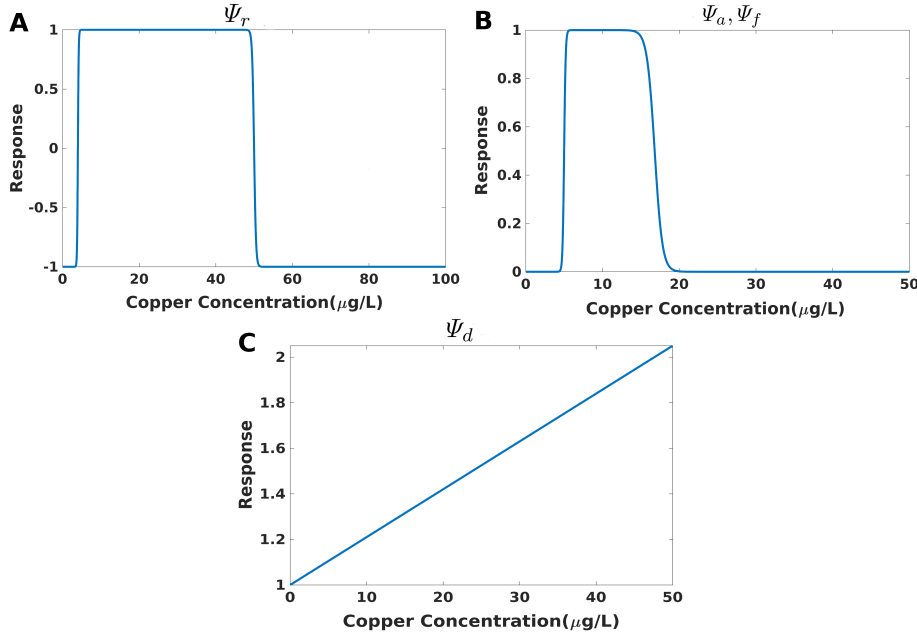 A
Ψr
1
0.5
0
-0.5
-1
0 20 40 60 80 100
Response
Copper Concentration(μg/L)
B
Ψa, Ψf
1
0.8
0.6
0.4
0.2
0
0 10 20 30 40 50
Response
Copper Concentration(μg/L)
C
Ψd
2
1.8
1.6
1.4
1.2
1
0 10 20 30 40 50
Response
Copper Concentration(μg/L)